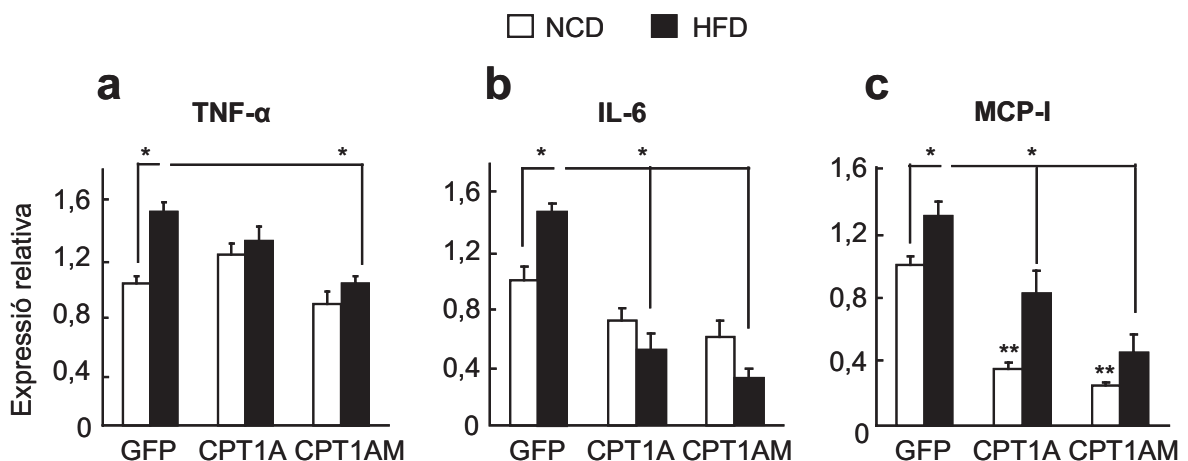 NCD HFD
a b c
TNF-α IL-6 MCP-I
* * * * * *
Expressió relativa
1,6 1,6 1,6
1,2 1,2 1,2
0,8 0,8 0,8
0,4 0,4 0,4
** **
0 0 0
GFP CPT1A CPT1AM GFP CPT1A CPT1AM GFP CPT1A CPT1AM